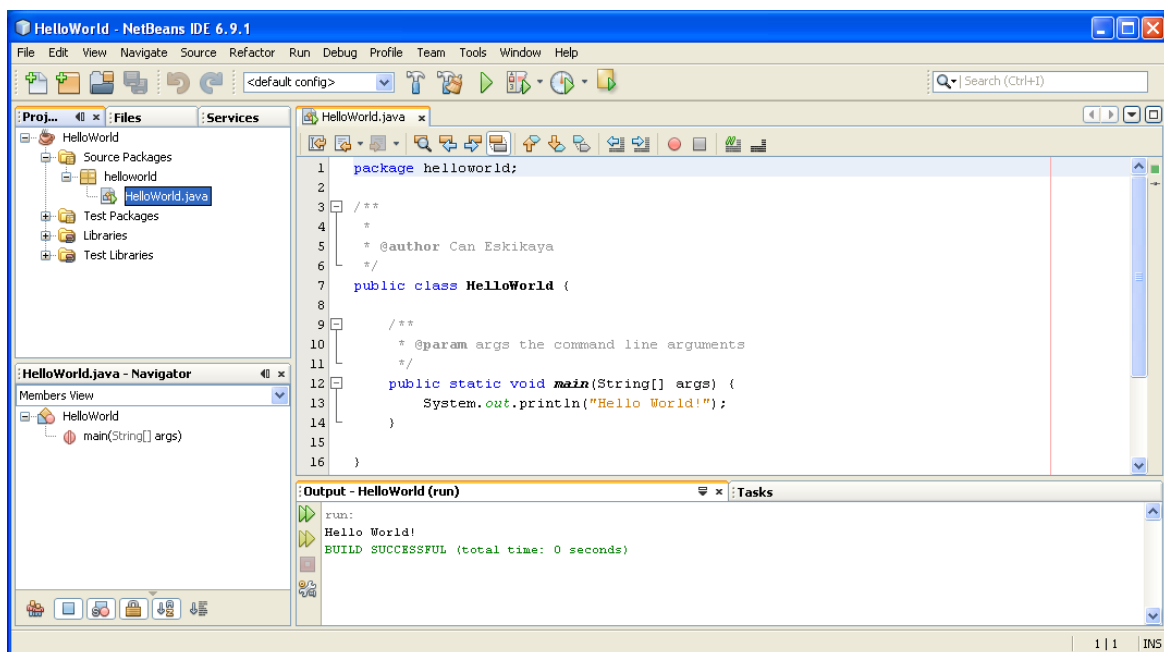 HelloWorld - NetBeans IDE 6.9.1
File Edit View Navigate Source Refactor Run Debug Profile Team Tools Window Help
<default config>
Search (Ctrl+I)
Proj... Files Services
HelloWorld
Source Packages
helloworld
HelloWorld.java
Test Packages
Libraries
Test Libraries
HelloWorld.java - Navigator
Members View
HelloWorld
main(String[] args)
HelloWorld.java
1 package helloworld;
2
3 /**
4 *
5 * @author Can Eskikaya
6 */
7 public class HelloWorld {
8
9 /**
10 * @param args the command line arguments
11 */
12 public static void main(String[] args) {
13 System.out.println("Hello World!");
14 }
15
16 }
Output - HelloWorld (run) Tasks
run:
Hello World!
BUILD SUCCESSFUL (total time: 0 seconds)
1 | 1 INS